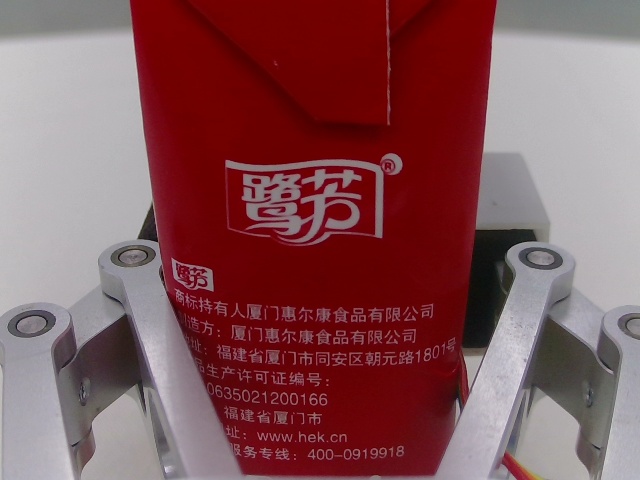 鹭芳®
鹭芳
商标持有人厦门惠尔康食品有限公司
造方：厦门惠尔康食品有限公司
址：福建省厦门市同安区朝元路1801号
品生产许可证编号：
0635021200166
福建省厦门市
址：www.hek.cn
服务专线：400-0919918